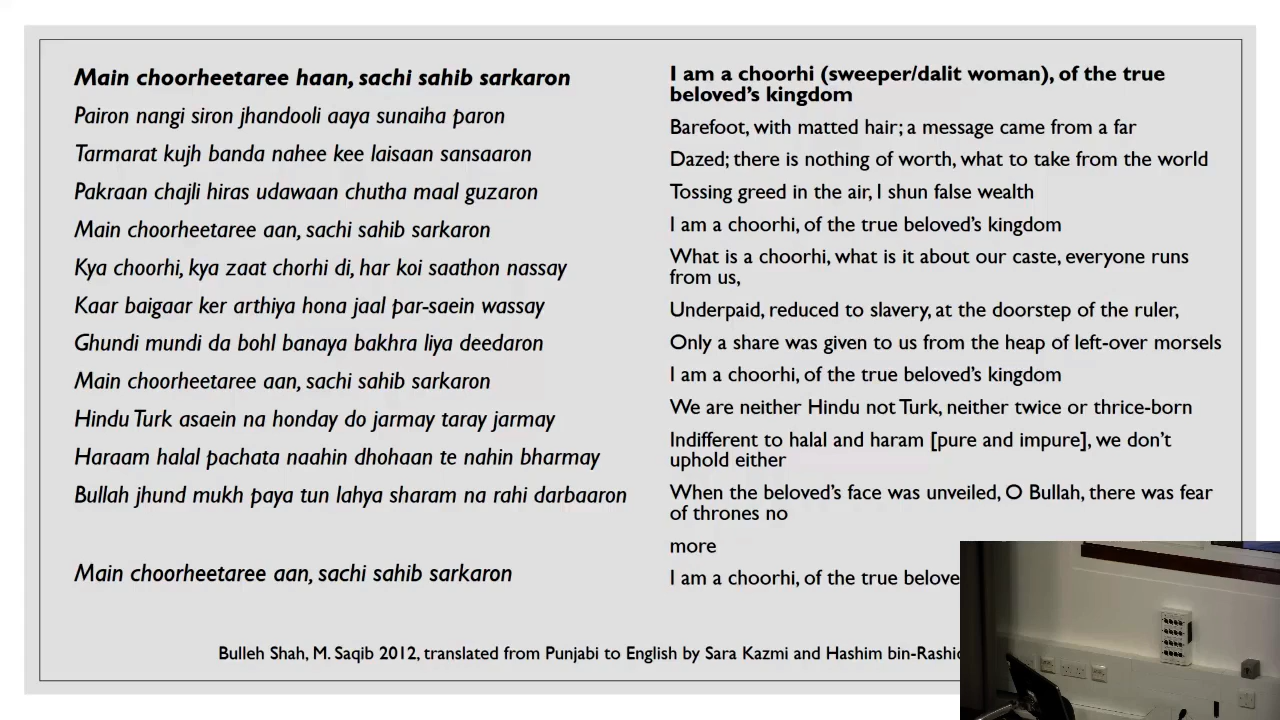 Main choorheetaree haan, sachi sahib sarkaron
Pairon nangi siron jhandooli aaya sunaiha paron
Tarmarat kujh banda nahee kee laisaan sansaaron
Pakraan chajli hiras udawaan chutha maal guzaron
Main choorheetaree aan, sachi sahib sarkaron
Kya choorhi, kya zaat chorhi di, har koi saathon nassay
Kaar baigaar ker arthiya hona jaal par-saein wassay
Ghundi mundi da bohl banaya bakhra liya deedaron
Main choorheetaree aan, sachi sahib sarkaron
Hindu Turk asaein na honday do jarmay taray jarmay
Haraam halal pachata naahin dhohaan te nahin bharmay
Bullah jhund mukh paya tun lahya sharam na rahi darbaaron
Main choorheetaree aan, sachi sahib sarkaron
I am a choorhi (sweeper/dalit woman), of the true
beloved's kingdom
Barefoot, with matted hair; a message came from a far
Dazed; there is nothing of worth, what to take from the world
Tossing greed in the air, I shun false wealth
I am a choorhi, of the true beloved's kingdom
What is a choorhi, what is it about our caste, everyone runs
from us,
Underpaid, reduced to slavery, at the doorstep of the ruler,
Only a share was given to us from the heap of left-over morsels
I am a choorhi, of the true beloved's kingdom
We are neither Hindu not Turk, neither twice or thrice-born
Indifferent to halal and haram [pure and impure], we don't
uphold either
When the beloved's face was unveiled, O Bullah, there was fear
of thrones no
more
I am a choorhi, of the true
Bulleh Shah, M. Saqib 2012, translated from Punjabi to English by Sara Kazmi and Hashim